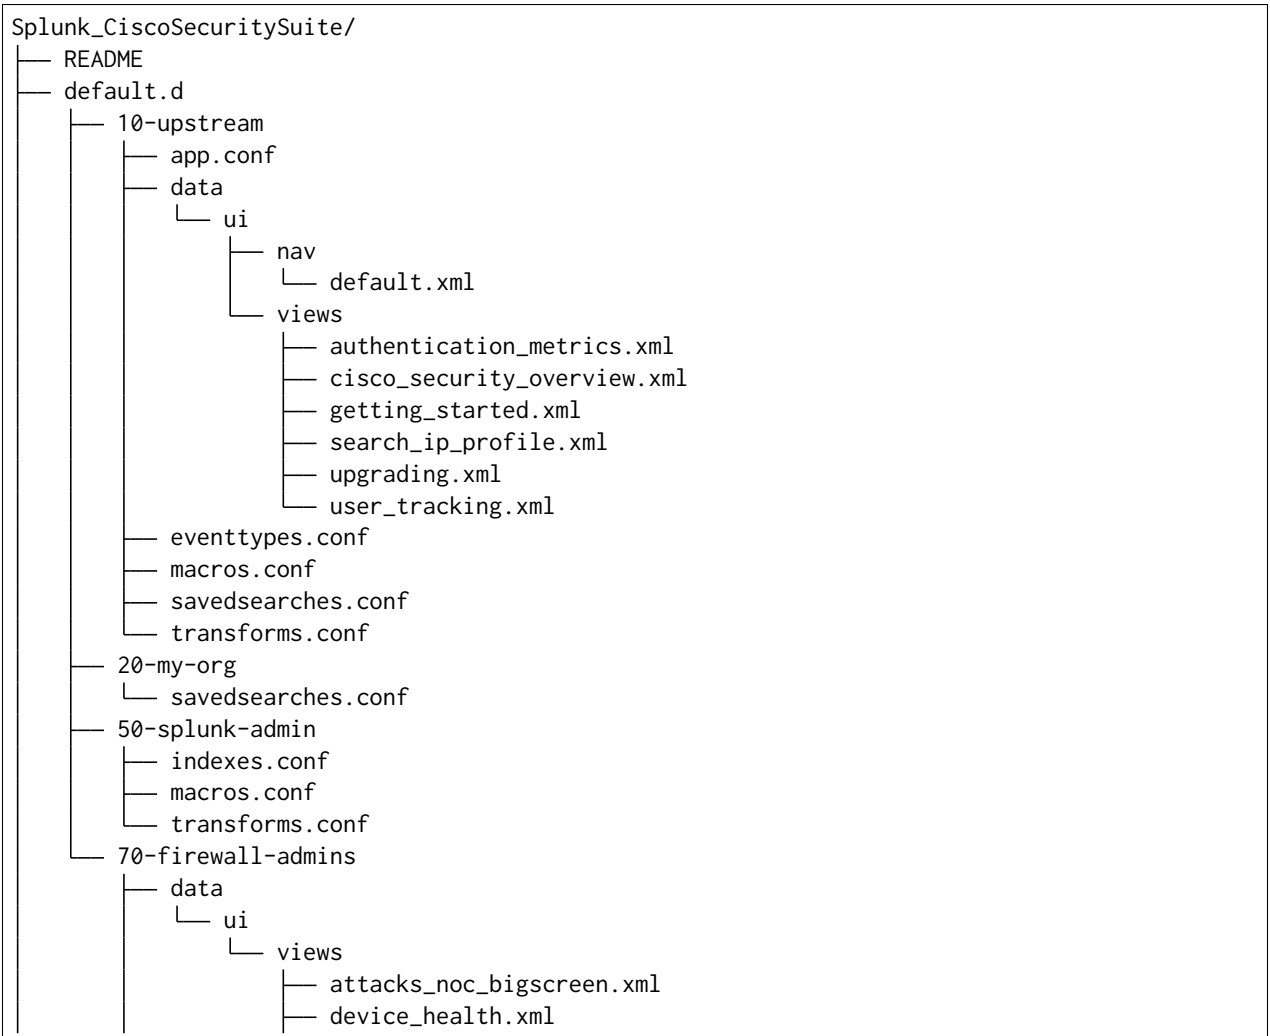 Splunk_CiscoSecuritySuite/
├── README
├── default.d
│   ├── 10-upstream
│   │   ├── app.conf
│   │   ├── data
│   │   │   └── ui
│   │   │       ├── nav
│   │   │       │   └── default.xml
│   │   │       └── views
│   │   │           ├── authentication_metrics.xml
│   │   │           ├── cisco_security_overview.xml
│   │   │           ├── getting_started.xml
│   │   │           ├── search_ip_profile.xml
│   │   │           ├── upgrading.xml
│   │   │           └── user_tracking.xml
│   │   ├── eventtypes.conf
│   │   ├── macros.conf
│   │   ├── savedsearches.conf
│   │   └── transforms.conf
│   ├── 20-my-org
│   │   └── savedsearches.conf
│   ├── 50-splunk-admin
│   │   ├── indexes.conf
│   │   ├── macros.conf
│   │   └── transforms.conf
│   └── 70-firewall-admins
│       ├── data
│       │   └── ui
│       │       └── views
│       │           ├── attacks_noc_bigscreen.xml
│       │           ├── device_health.xml